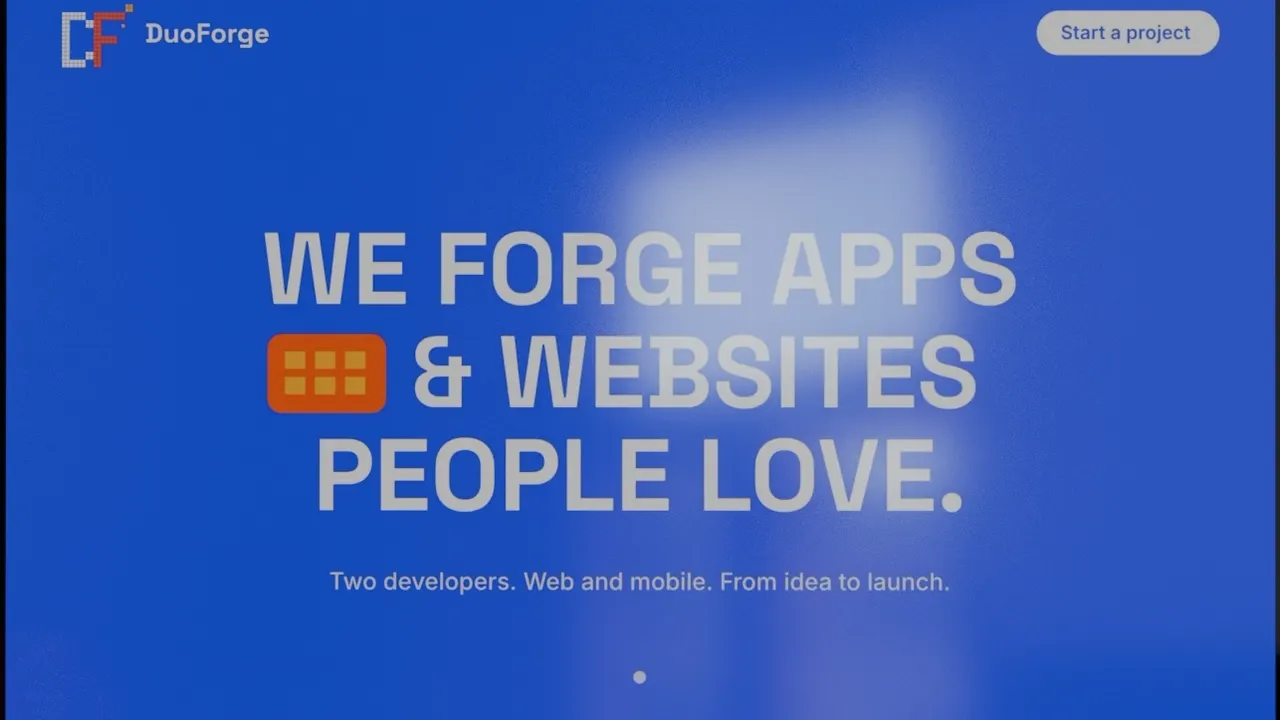 DuoForge
Start a project
WE FORGE APPS
& WEBSITES
PEOPLE LOVE.
Two developers. Web and mobile. From idea to launch.